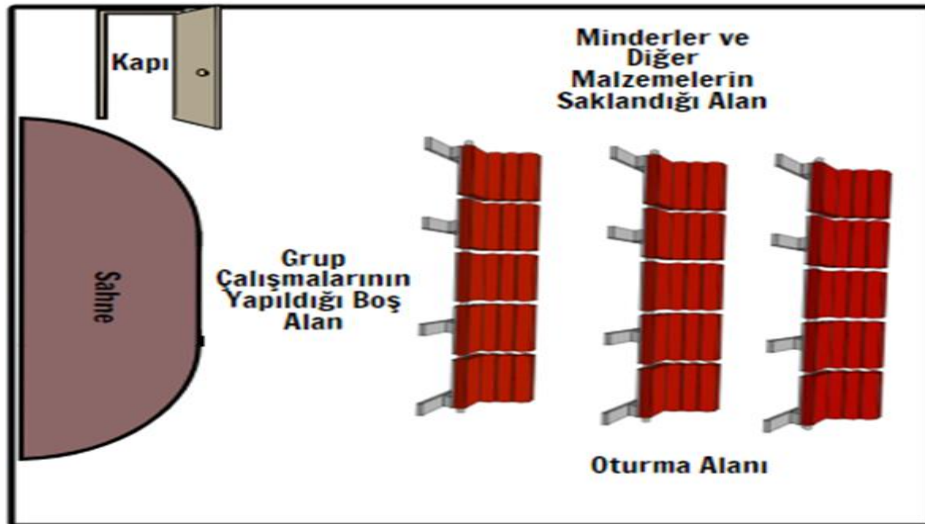 Kapı
Minderler ve
Diğer
Malzemelerin
Saklandığı Alan
Sahne
Grup
Çalışmalarının
Yapıldığı Boş
Alan
Oturma Alanı